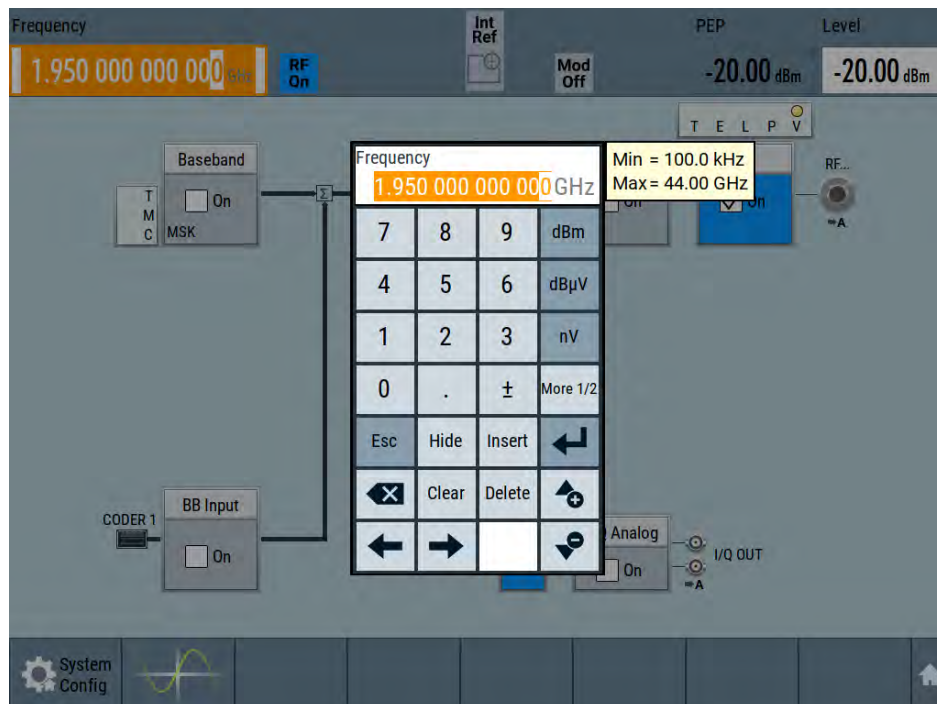 Frequency
Int
Ref
PEP
Level
1.950 000 000 000 GHz
RF
On
Mod
Off
-20.00 dBm
-20.00 dBm
T E L P V
Baseband
On
T
M
C
MSK
Σ
Frequency
1.950 000 000 000 GHz
Min = 100.0 kHz
Max = 44.00 GHz
On
On
RF...
A
7 8 9 dBm
4 5 6 dBµV
1 2 3 nV
0 . ± More 1/2
Esc Hide Insert
Clear Delete
CODER 1
BB Input
On
Analog
On
I/Q OUT
A
System
Config